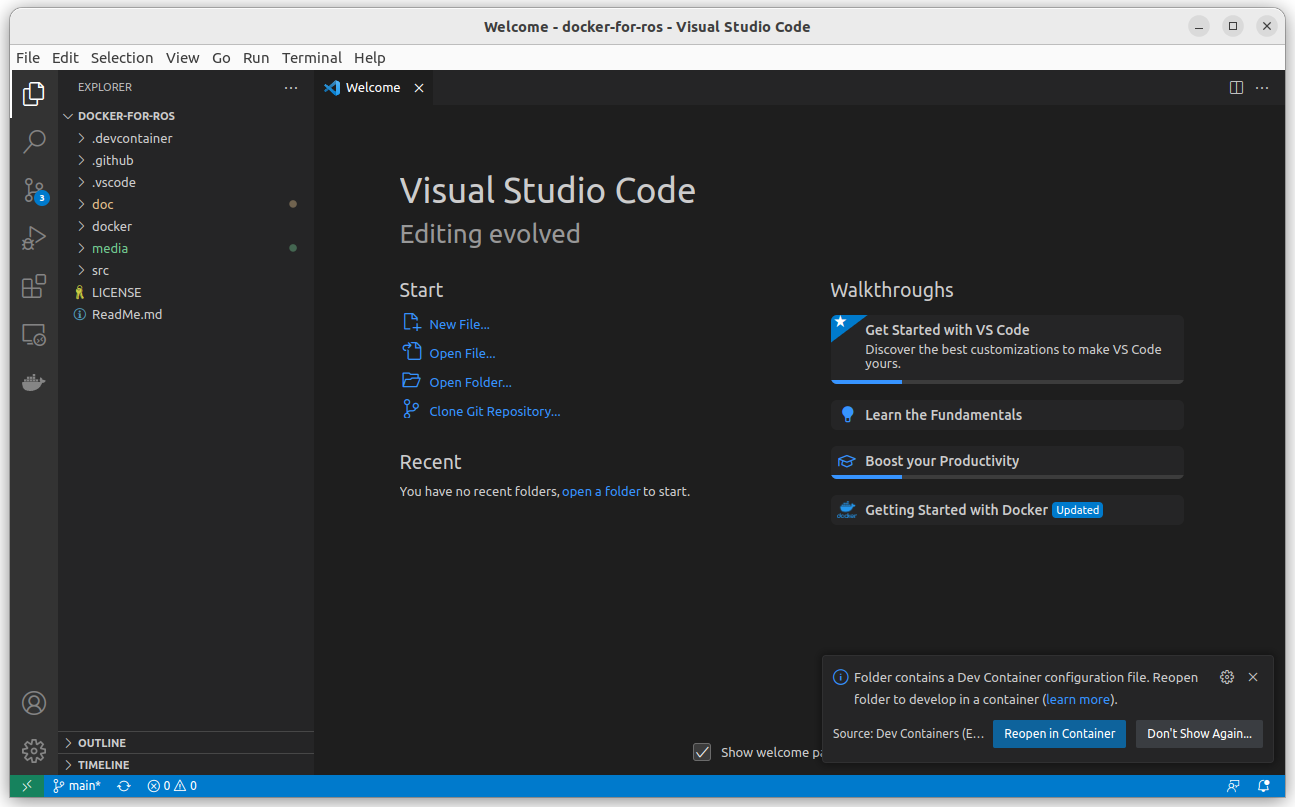 Welcome - docker-for-ros - Visual Studio Code
File Edit Selection View Go Run Terminal Help
EXPLORER
DOCKER-FOR-ROS
.devcontainer
.github
.vscode
doc
docker
media
src
LICENSE
ReadMe.md
OUTLINE
TIMELINE
3
Welcome
Visual Studio Code
Editing evolved
Start
New File...
Open File...
Open Folder...
Clone Git Repository...
Recent
You have no recent folders, open a folder to start.
Walkthroughs
Get Started with VS Code
Discover the best customizations to make VS Code
yours.
Learn the Fundamentals
Boost your Productivity
docker
Getting Started with Docker Updated
Show welcome pa
Folder contains a Dev Container configuration file. Reopen
folder to develop in a container (learn more).
Source: Dev Containers (E...
Reopen in Container
Don't Show Again...
main* 0 0